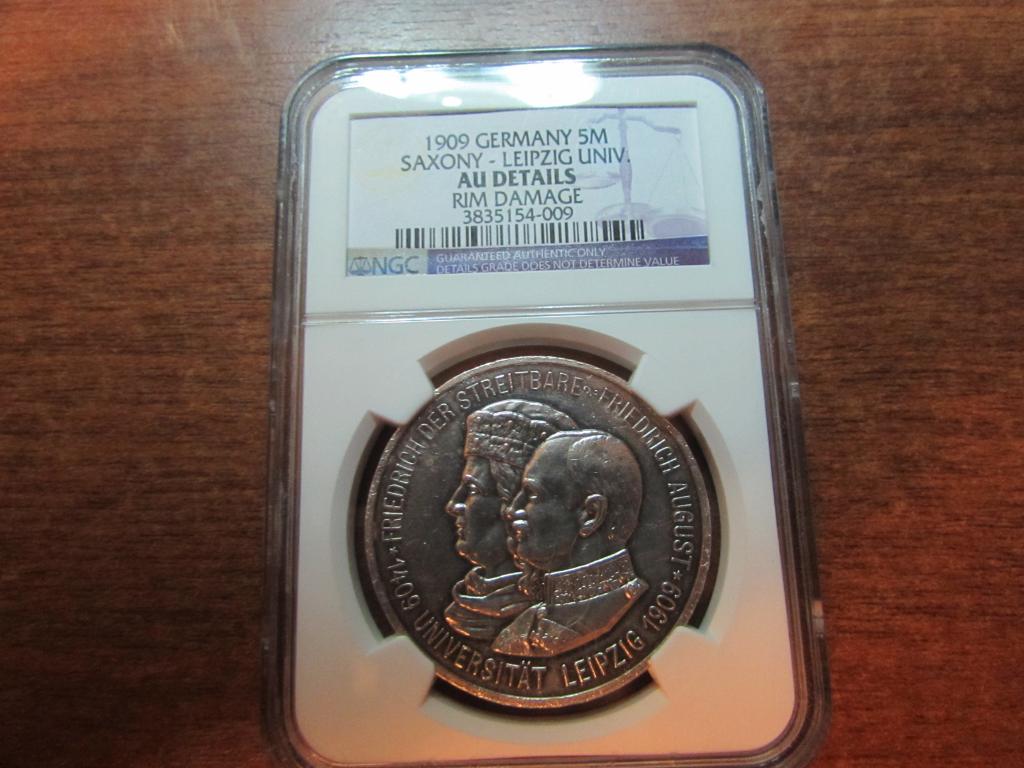 1909 GERMANY 5M
SAXONY - LEIPZIG UNIV.
AU DETAILS
RIM DAMAGE
3835154-009
NGC
GUARANTEED AUTHENTIC ONLY
DETAILS GRADE DOES NOT DETERMINE VALUE
FRIEDRICH DER STREITBARE * FRIEDRICH AUGUST
* 1409 UNIVERSITÄT LEIPZIG 1909 *